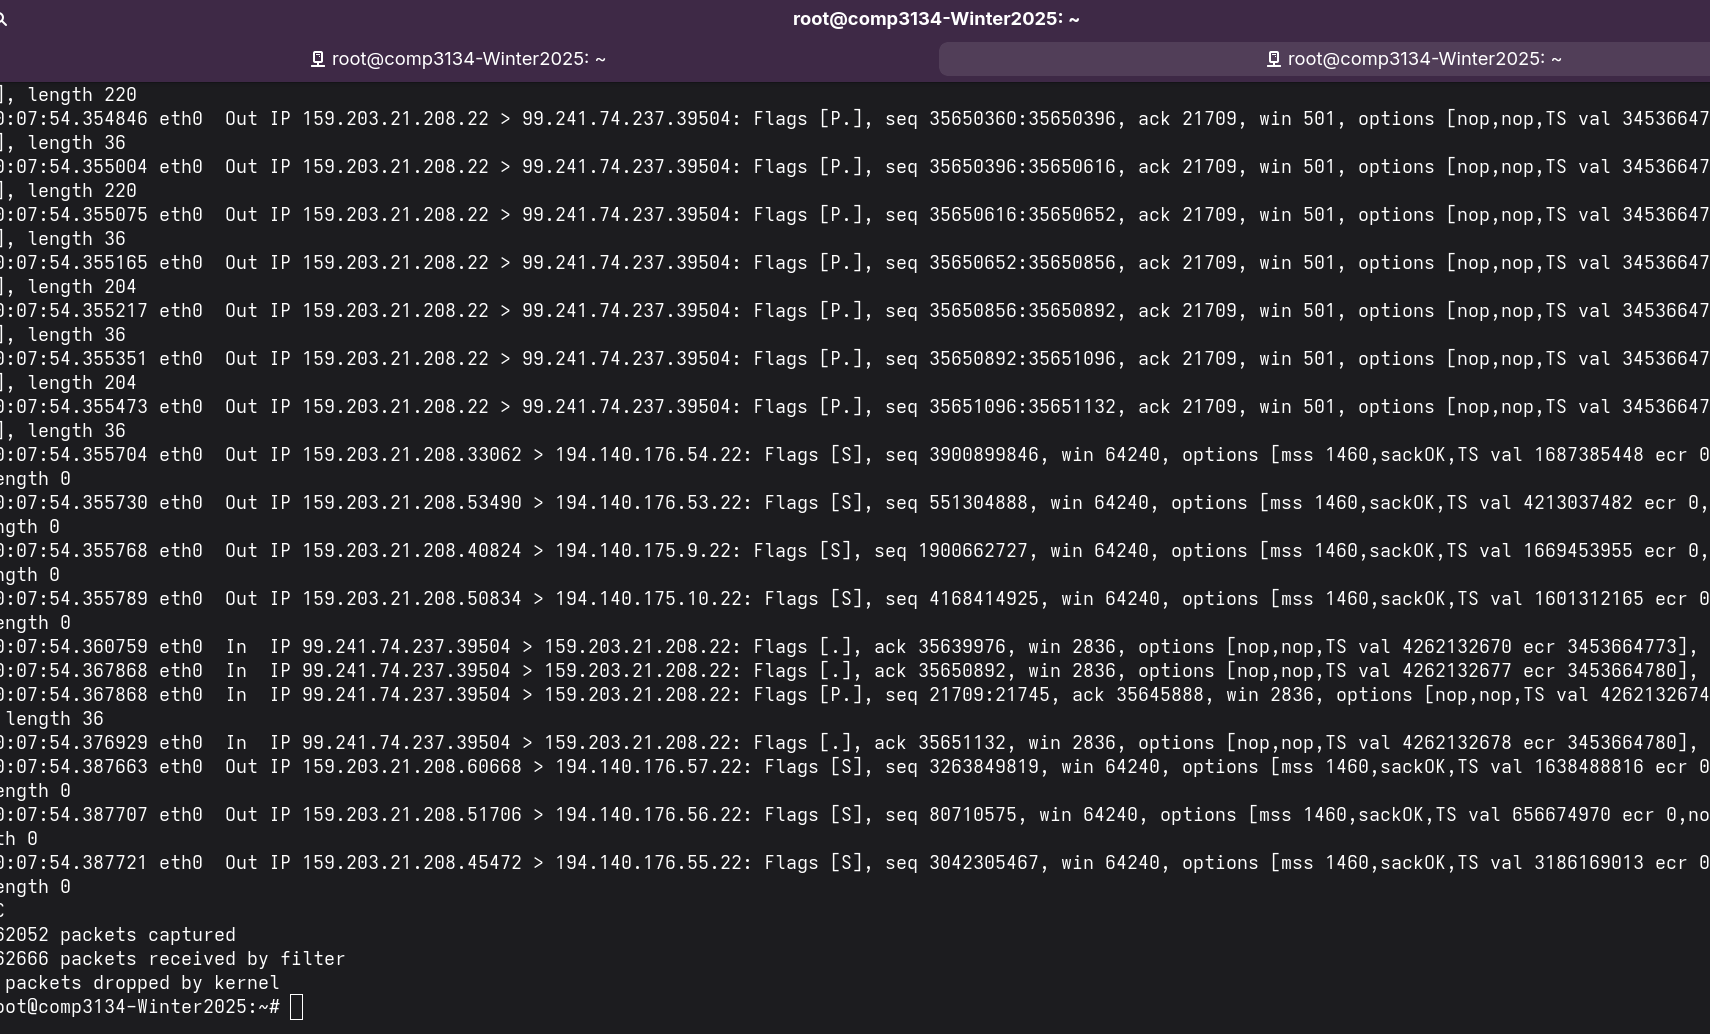 root@comp3134-Winter2025: ~
root@comp3134-Winter2025: ~
root@comp3134-Winter2025: ~
], length 220
0:07:54.354846 eth0  Out IP 159.203.21.208.22 > 99.241.74.237.39504: Flags [P.], seq 35650360:35650396, ack 21709, win 501, options [nop,nop,TS val 34536647
], length 36
0:07:54.355004 eth0  Out IP 159.203.21.208.22 > 99.241.74.237.39504: Flags [P.], seq 35650396:35650616, ack 21709, win 501, options [nop,nop,TS val 34536647
], length 220
0:07:54.355075 eth0  Out IP 159.203.21.208.22 > 99.241.74.237.39504: Flags [P.], seq 35650616:35650652, ack 21709, win 501, options [nop,nop,TS val 34536647
], length 36
0:07:54.355165 eth0  Out IP 159.203.21.208.22 > 99.241.74.237.39504: Flags [P.], seq 35650652:35650856, ack 21709, win 501, options [nop,nop,TS val 34536647
], length 204
0:07:54.355217 eth0  Out IP 159.203.21.208.22 > 99.241.74.237.39504: Flags [P.], seq 35650856:35650892, ack 21709, win 501, options [nop,nop,TS val 34536647
], length 36
0:07:54.355351 eth0  Out IP 159.203.21.208.22 > 99.241.74.237.39504: Flags [P.], seq 35650892:35651096, ack 21709, win 501, options [nop,nop,TS val 34536647
], length 204
0:07:54.355473 eth0  Out IP 159.203.21.208.22 > 99.241.74.237.39504: Flags [P.], seq 35651096:35651132, ack 21709, win 501, options [nop,nop,TS val 34536647
], length 36
0:07:54.355704 eth0  Out IP 159.203.21.208.33062 > 194.140.176.54.22: Flags [S], seq 3900899846, win 64240, options [mss 1460,sackOK,TS val 1687385448 ecr 0
ength 0
0:07:54.355730 eth0  Out IP 159.203.21.208.53490 > 194.140.176.53.22: Flags [S], seq 551304888, win 64240, options [mss 1460,sackOK,TS val 4213037482 ecr 0,
ngth 0
0:07:54.355768 eth0  Out IP 159.203.21.208.40824 > 194.140.175.9.22: Flags [S], seq 1900662727, win 64240, options [mss 1460,sackOK,TS val 1669453955 ecr 0,
ngth 0
0:07:54.355789 eth0  Out IP 159.203.21.208.50834 > 194.140.175.10.22: Flags [S], seq 4168414925, win 64240, options [mss 1460,sackOK,TS val 1601312165 ecr 0
ength 0
0:07:54.360759 eth0  In  IP 99.241.74.237.39504 > 159.203.21.208.22: Flags [.], ack 35639976, win 2836, options [nop,nop,TS val 4262132670 ecr 3453664773],
0:07:54.367868 eth0  In  IP 99.241.74.237.39504 > 159.203.21.208.22: Flags [.], ack 35650892, win 2836, options [nop,nop,TS val 4262132677 ecr 3453664780],
0:07:54.367868 eth0  In  IP 99.241.74.237.39504 > 159.203.21.208.22: Flags [P.], seq 21709:21745, ack 35645888, win 2836, options [nop,nop,TS val 4262132674
length 36
0:07:54.376929 eth0  In  IP 99.241.74.237.39504 > 159.203.21.208.22: Flags [.], ack 35651132, win 2836, options [nop,nop,TS val 4262132678 ecr 3453664780],
0:07:54.387663 eth0  Out IP 159.203.21.208.60668 > 194.140.176.57.22: Flags [S], seq 3263849819, win 64240, options [mss 1460,sackOK,TS val 1638488816 ecr 0
ength 0
0:07:54.387707 eth0  Out IP 159.203.21.208.51706 > 194.140.176.56.22: Flags [S], seq 80710575, win 64240, options [mss 1460,sackOK,TS val 656674970 ecr 0,no
th 0
0:07:54.387721 eth0  Out IP 159.203.21.208.45472 > 194.140.176.55.22: Flags [S], seq 3042305467, win 64240, options [mss 1460,sackOK,TS val 3186169013 ecr 0
ength 0
C
62052 packets captured
62666 packets received by filter
packets dropped by kernel
oot@comp3134-Winter2025:~#